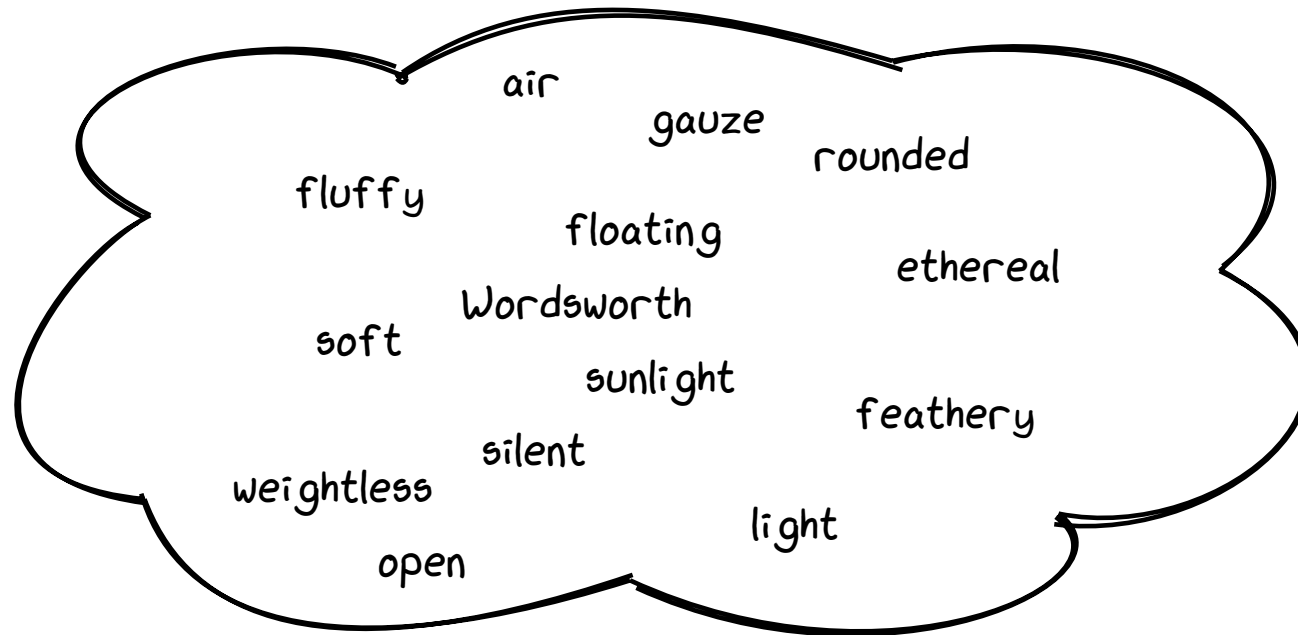 air
gauze
rounded
fluffy
floating
ethereal
Wordsworth
soft
sunlight
feathery
silent
weightless
light
open